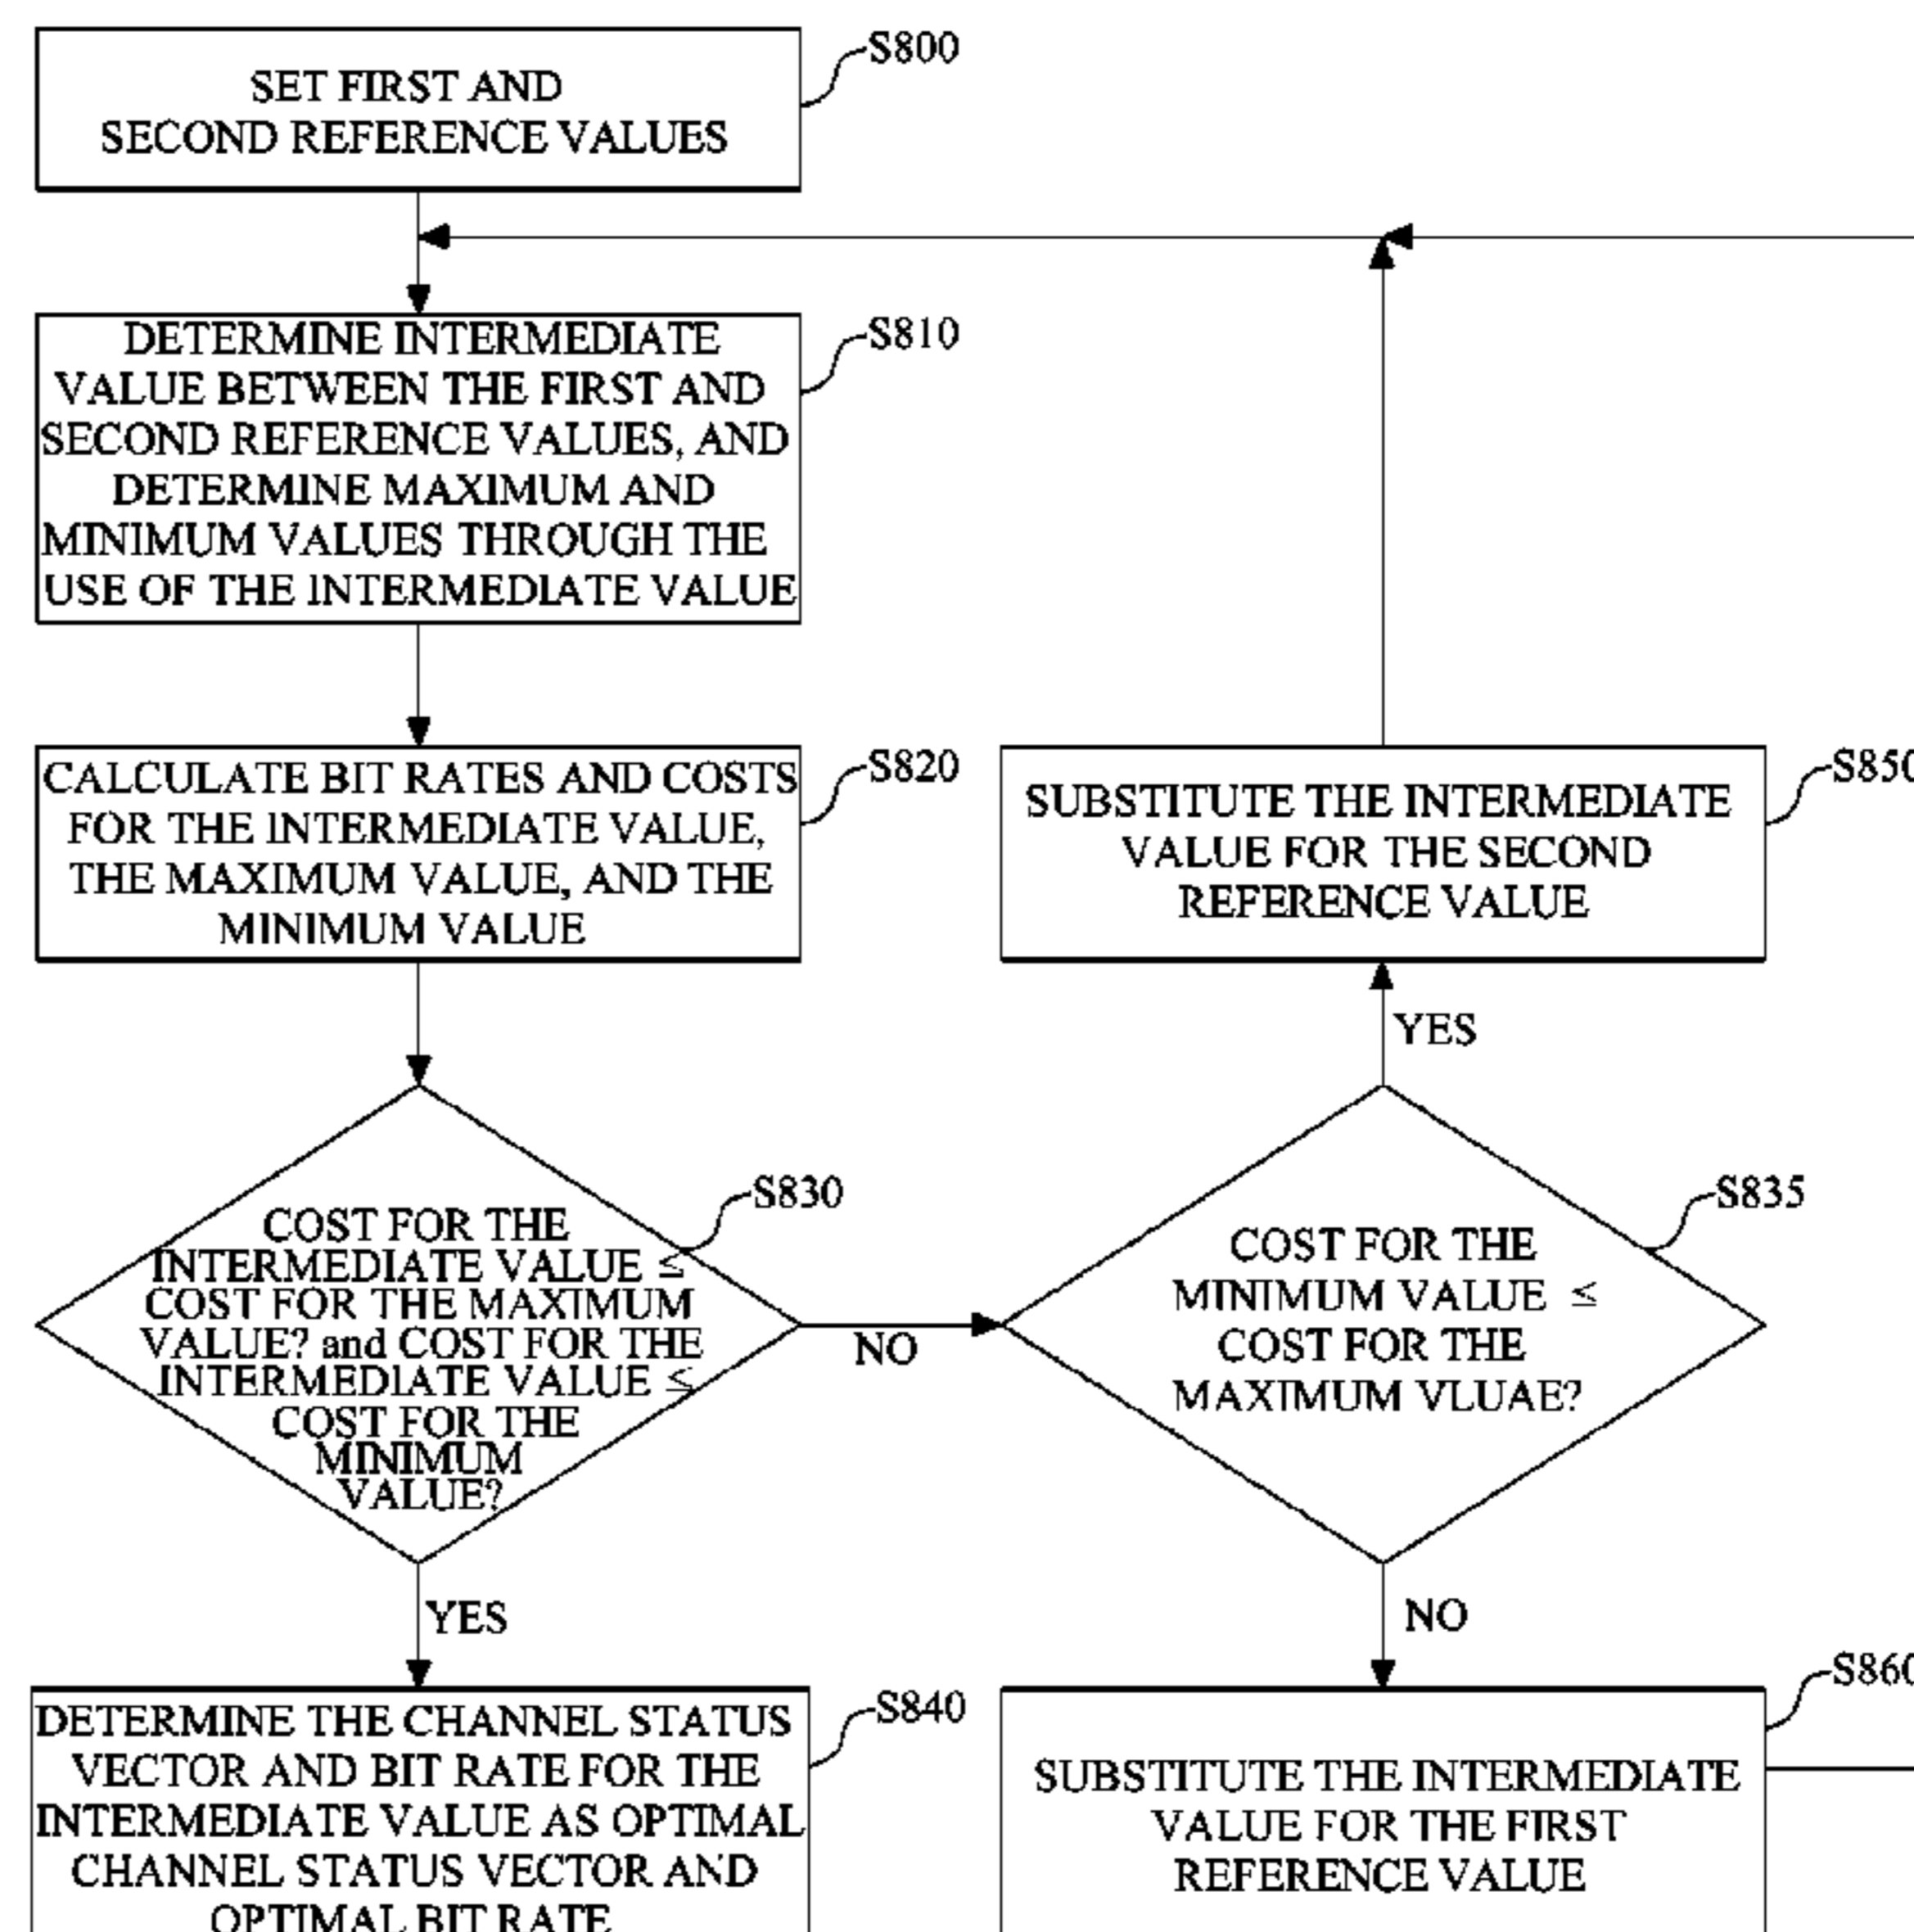 S800
SET FIRST AND
SECOND REFERENCE VALUES
S810
DETERMINE INTERMEDIATE
VALUE BETWEEN THE FIRST AND
SECOND REFERENCE VALUES, AND
DETERMINE MAXIMUM AND
MINIMUM VALUES THROUGH THE
USE OF THE INTERMEDIATE VALUE
S820
CALCULATE BIT RATES AND COSTS
FOR THE INTERMEDIATE VALUE,
THE MAXIMUM VALUE, AND THE
MINIMUM VALUE
S850
SUBSTITUTE THE INTERMEDIATE
VALUE FOR THE SECOND
REFERENCE VALUE
YES
S830
COST FOR THE
INTERMEDIATE VALUE ≤
COST FOR THE MAXIMUM
VALUE? and COST FOR THE
INTERMEDIATE VALUE ≤
COST FOR THE
MINIMUM
VALUE?
NO
S835
COST FOR THE
MINIMUM VALUE ≤
COST FOR THE
MAXIMUM VLUAE?
YES
NO
S840
DETERMINE THE CHANNEL STATUS
VECTOR AND BIT RATE FOR THE
INTERMEDIATE VALUE AS OPTIMAL
CHANNEL STATUS VECTOR AND
OPTIMAL BIT RATE
S860
SUBSTITUTE THE INTERMEDIATE
VALUE FOR THE FIRST
REFERENCE VALUE